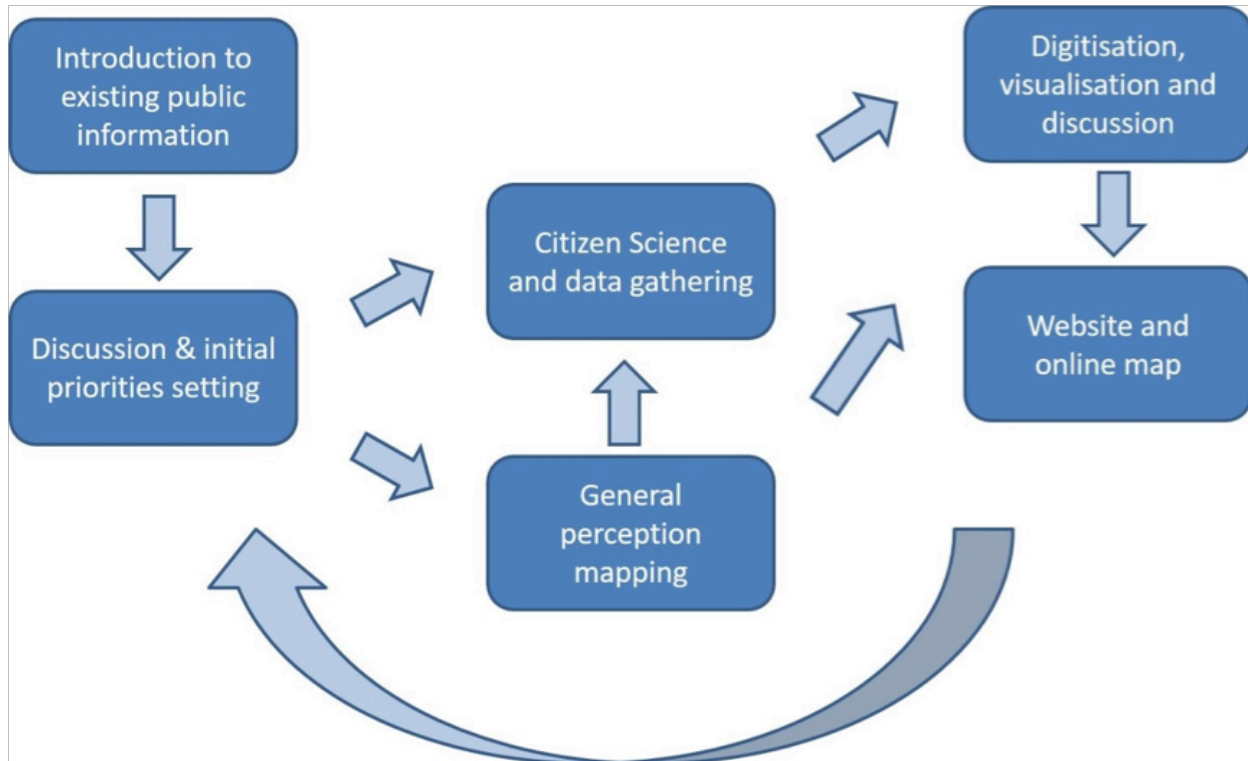 Introduction to
existing public
information
Discussion & initial
priorities setting
Citizen Science
and data gathering
General
perception
mapping
Digitisation,
visualisation and
discussion
Website and
online map